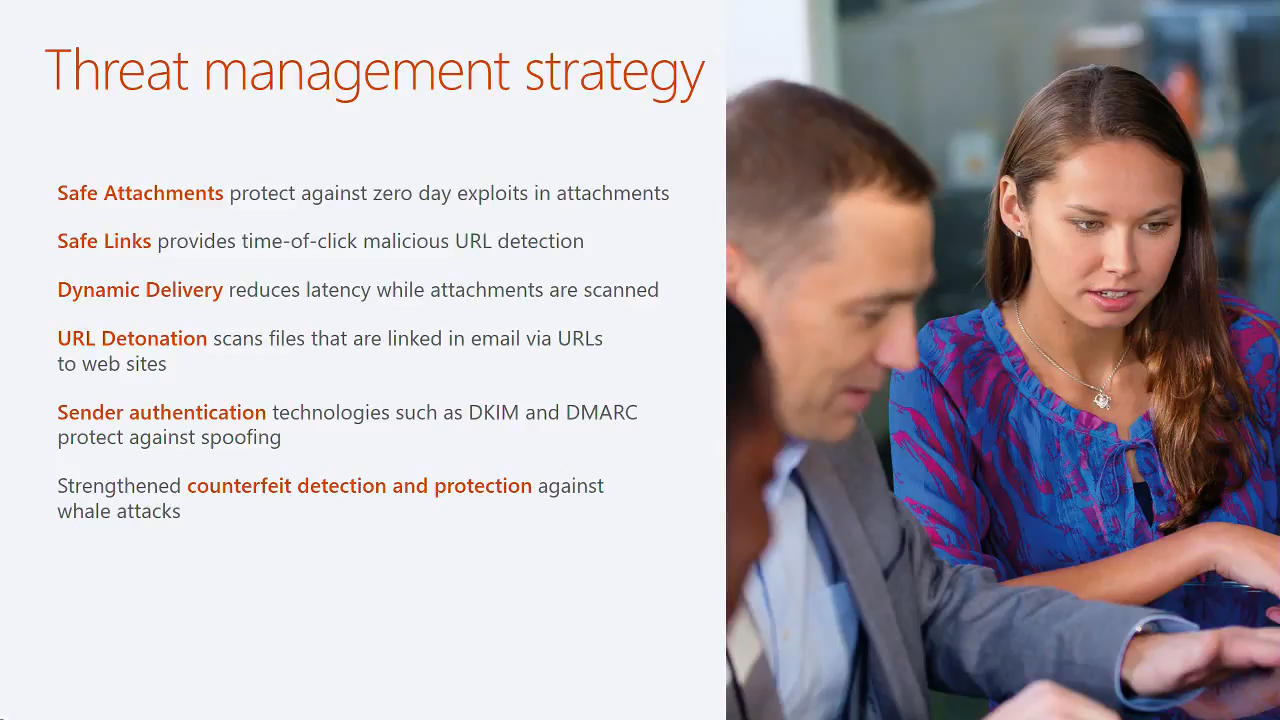 Threat management strategy
Safe Attachments protect against zero day exploits in attachments
Safe Links provides time-of-click malicious URL detection
Dynamic Delivery reduces latency while attachments are scanned
URL Detonation scans files that are linked in email via URLs
to web sites
Sender authentication technologies such as DKIM and DMARC
protect against spoofing
Strengthened counterfeit detection and protection against
whale attacks